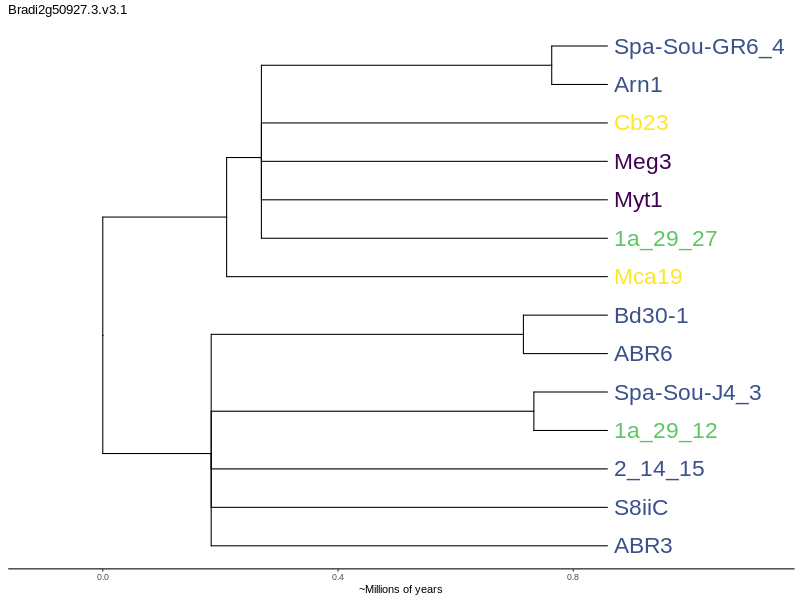 Bradi2g50927.3.v3.1
Spa-Sou-GR6_4
Arn1
Cb23
Meg3
Myt1
1a_29_27
Mca19
Bd30-1
ABR6
Spa-Sou-J4_3
1a_29_12
2_14_15
S8iiC
ABR3
0.0 0.4 0.8
~Millions of years